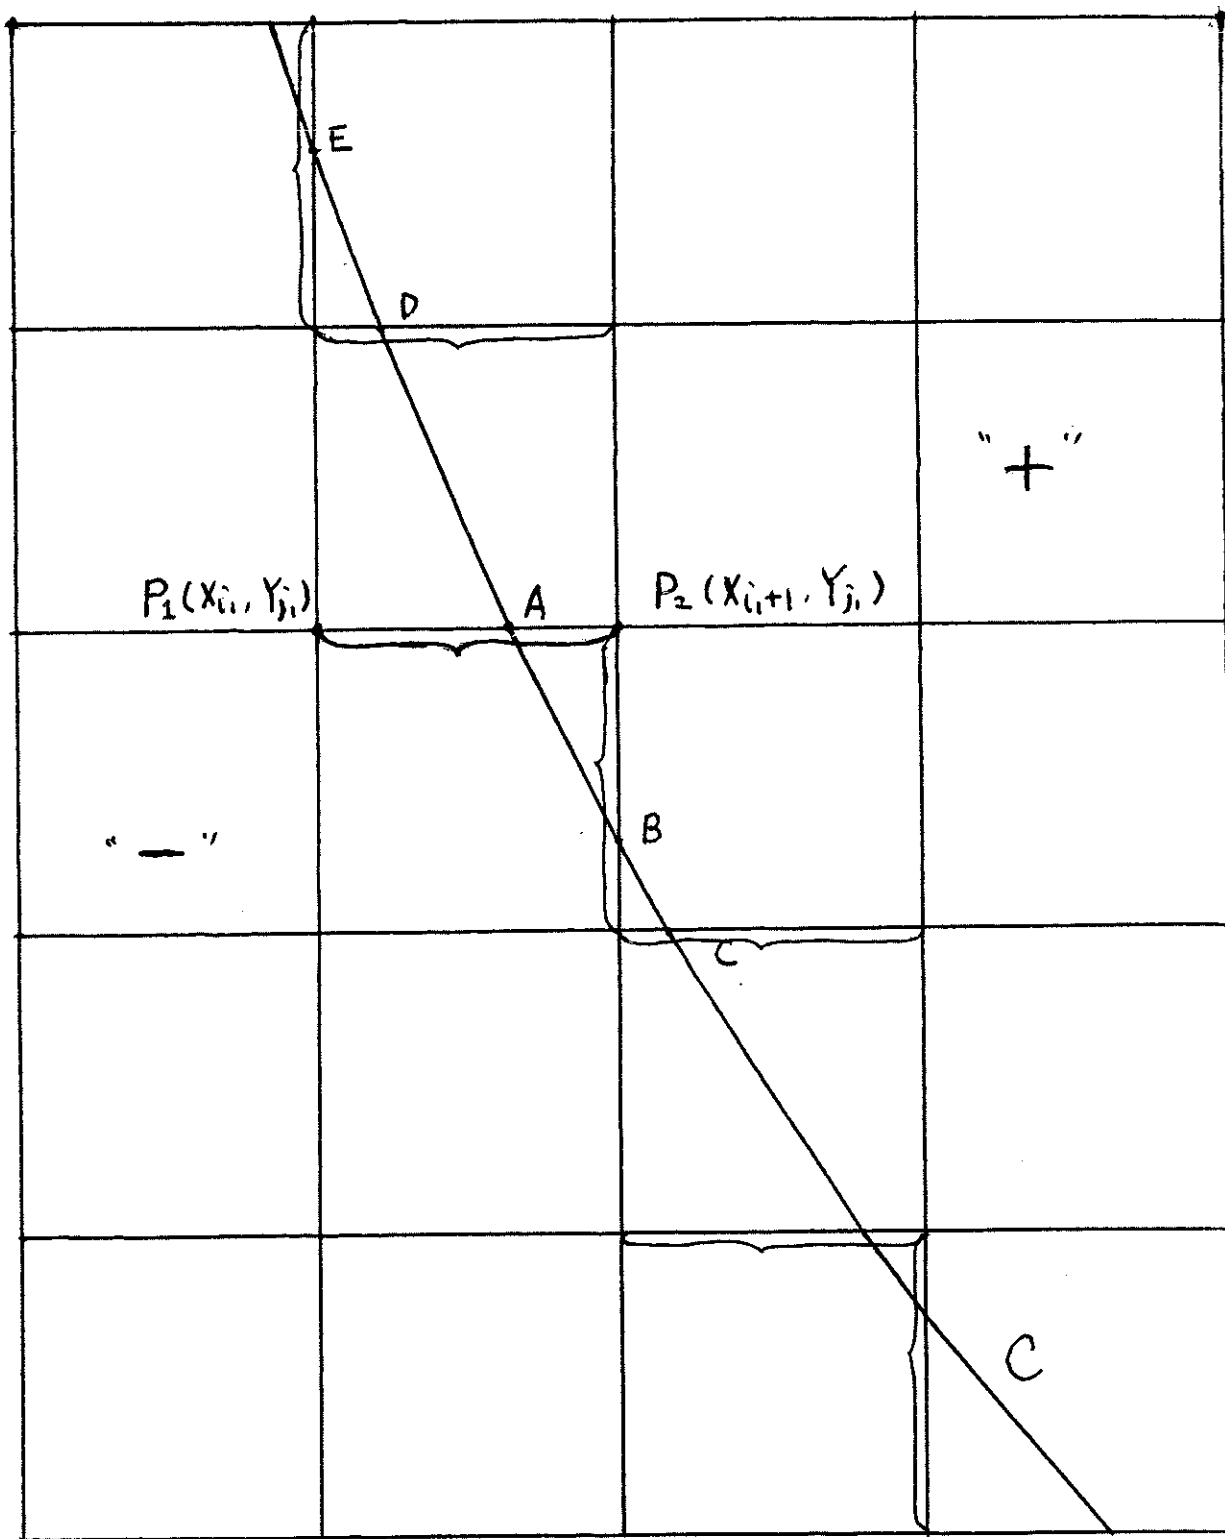 E
D
“ + ”
P₁(Xᵢ₁, Yⱼ₁)
A
P₂(Xᵢ₁₊₁, Yⱼ₁)
B
“ − ”
C
C